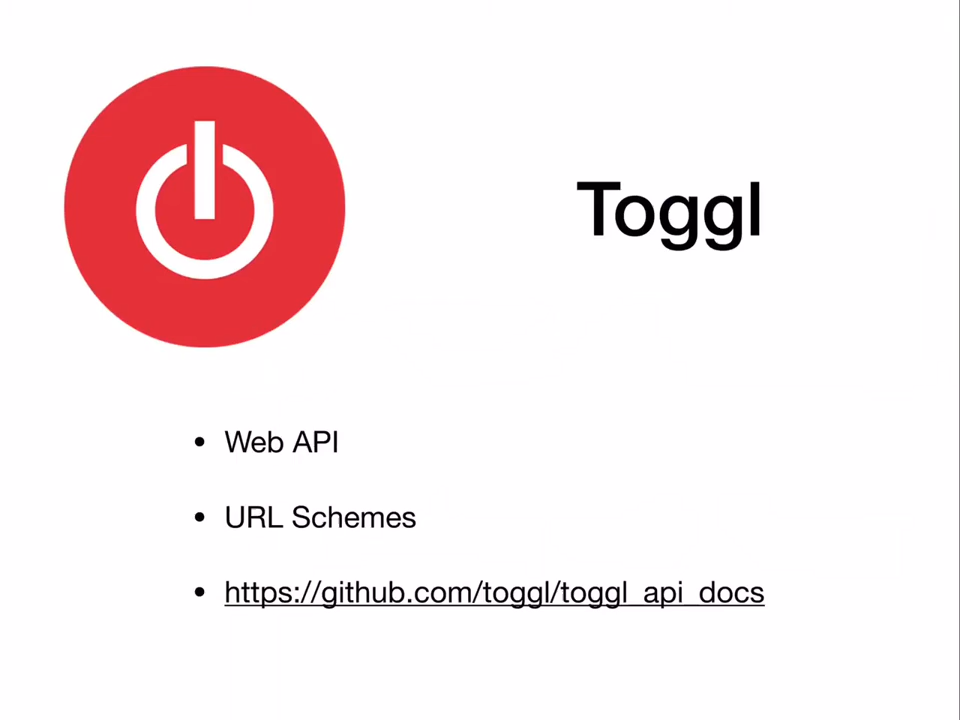 Toggl
• Web API
• URL Schemes
• https://github.com/toggl/toggl_api_docs